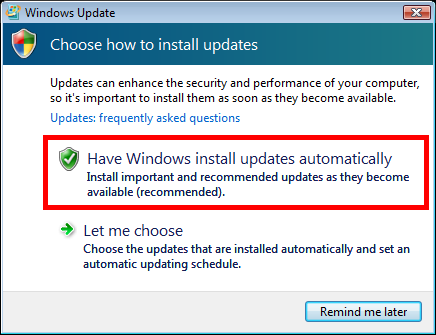 Windows Update
Choose how to install updates
Updates can enhance the security and performance of your computer,
so it's important to install them as soon as they become available.
Updates: frequently asked questions
Have Windows install updates automatically
Install important and recommended updates as they become
available (recommended).
Let me choose
Choose the updates that are installed automatically and set an
automatic updating schedule.
Remind me later